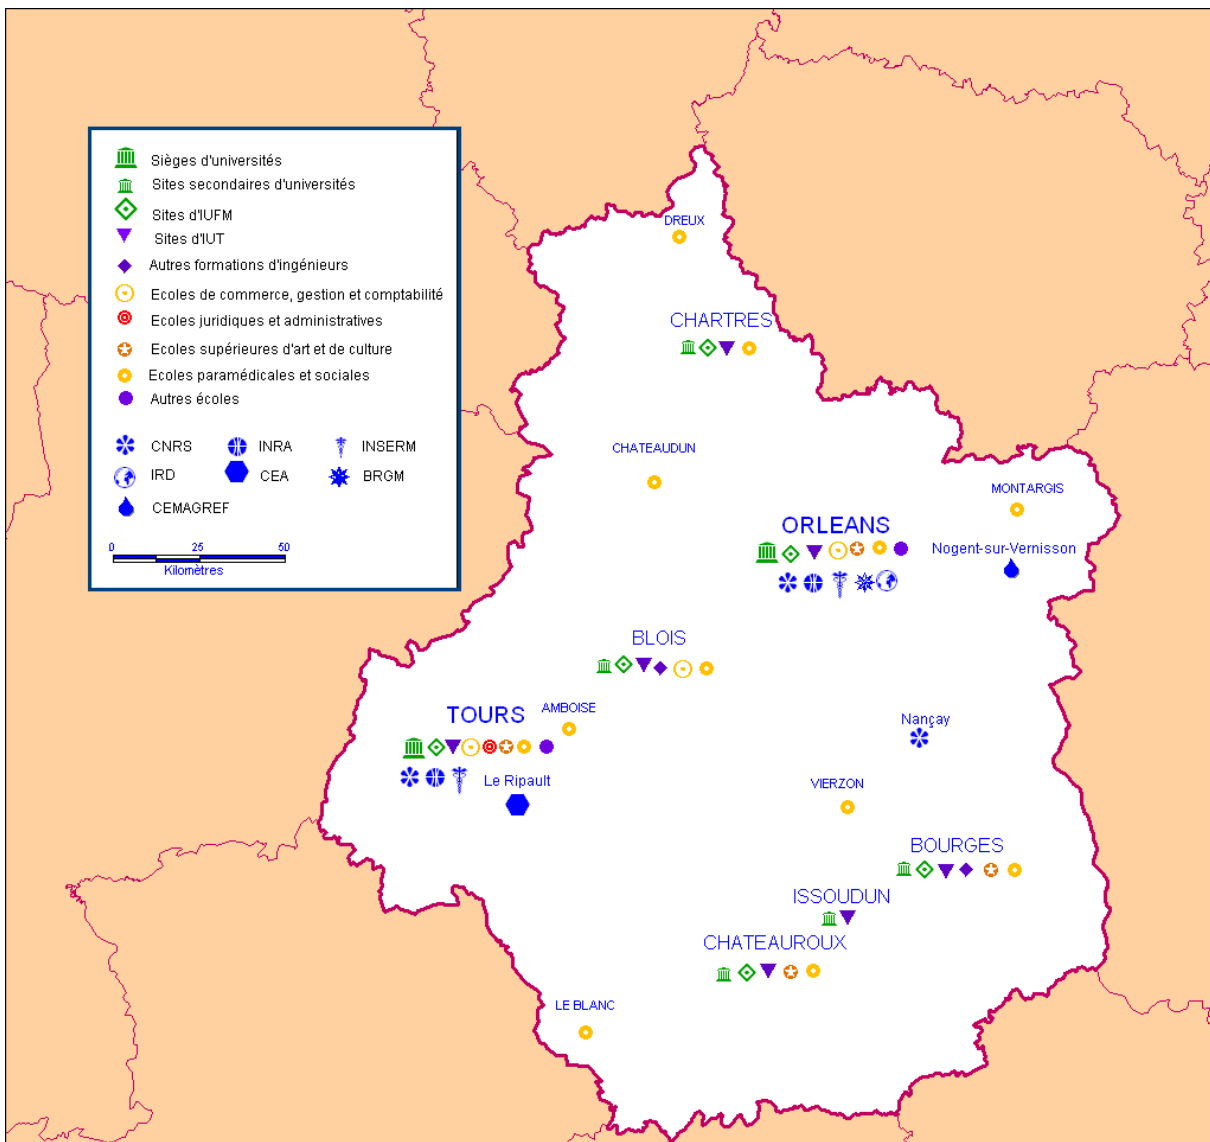 Sièges d'universités
Sites secondaires d'universités
Sites d'IUFM
Sites d'IUT
Autres formations d'ingénieurs
Ecoles de commerce, gestion et comptabilité
Ecoles juridiques et administratives
Ecoles supérieures d'art et de culture
Ecoles paramédicales et sociales
Autres écoles
CNRS INRA INSERM
IRD CEA BRGM
CEMAGREF
0 25 50
Kilomètres
DREUX
CHARTRES
CHATEAUDUN
MONTARGIS
ORLEANS
Nogent-sur-Vernisson
BLOIS
AMBOISE
TOURS
Nançay
Le Ripault
VIERZON
BOURGES
ISSOUDUN
CHATEAUROUX
LE BLANC